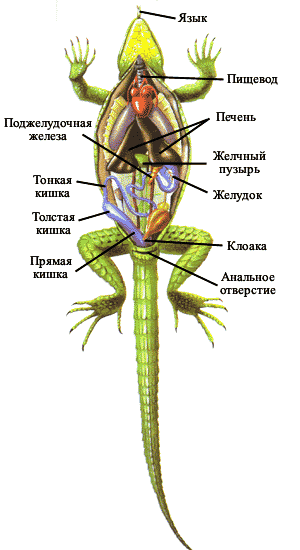 Язык
Пищевод
Поджелудочная
железа
Печень
Желчный
пузырь
Тонкая
кишка
Желудок
Толстая
кишка
Клоака
Прямая
кишка
Анальное
отверстие